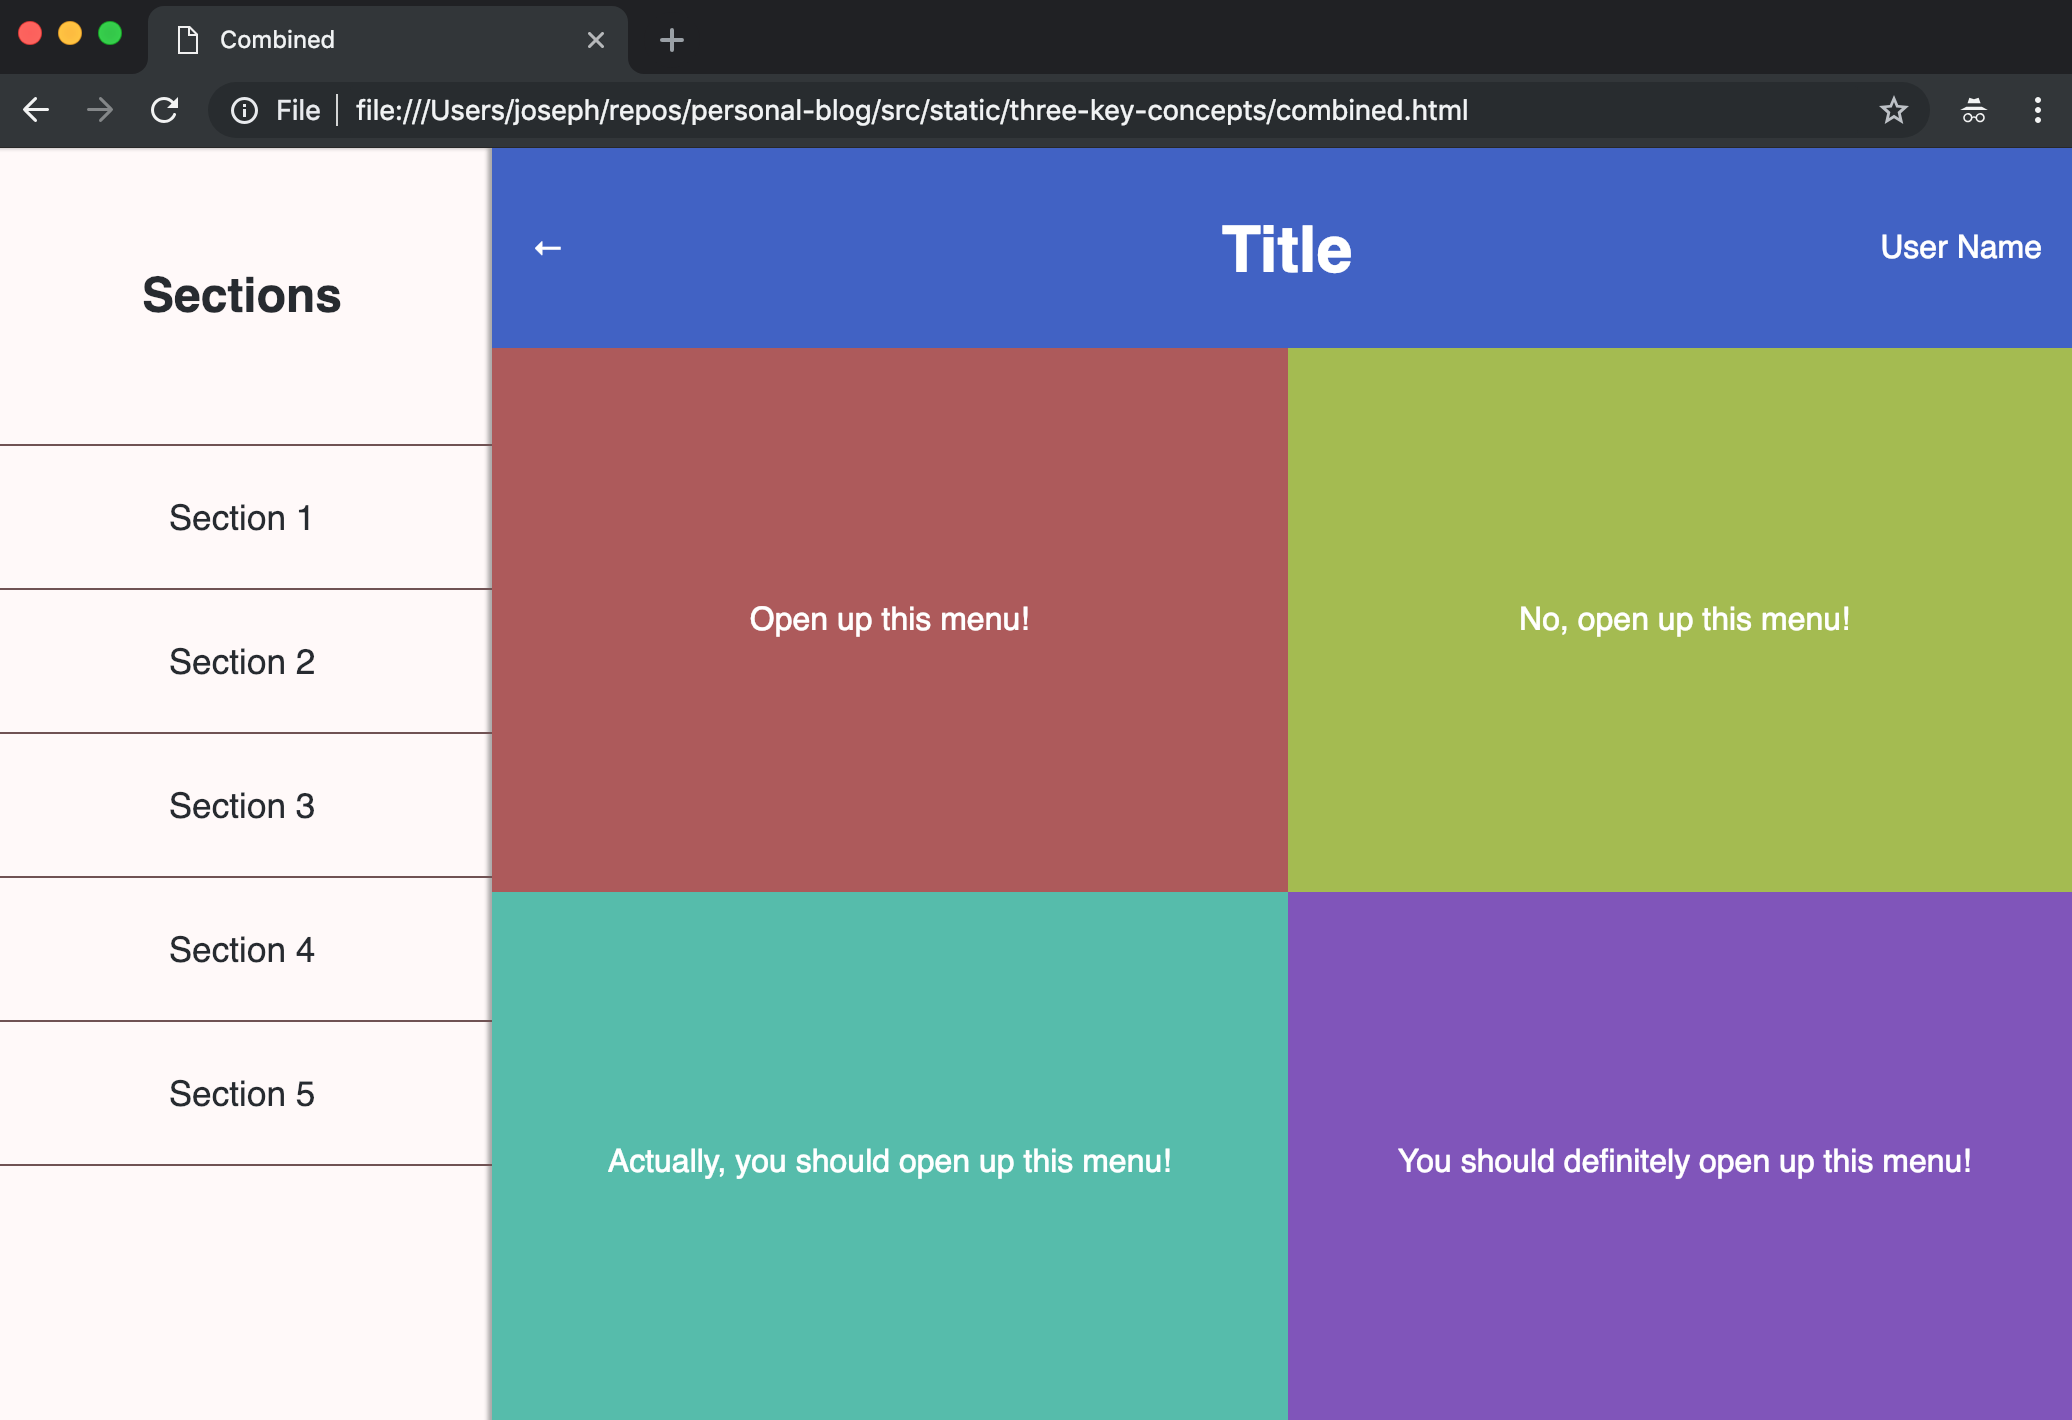 Combined
File
file:///Users/joseph/repos/personal-blog/src/static/three-key-concepts/combined.html
Sections
Section 1
Section 2
Section 3
Section 4
Section 5
← Title User Name
Open up this menu!
No, open up this menu!
Actually, you should open up this menu!
You should definitely open up this menu!